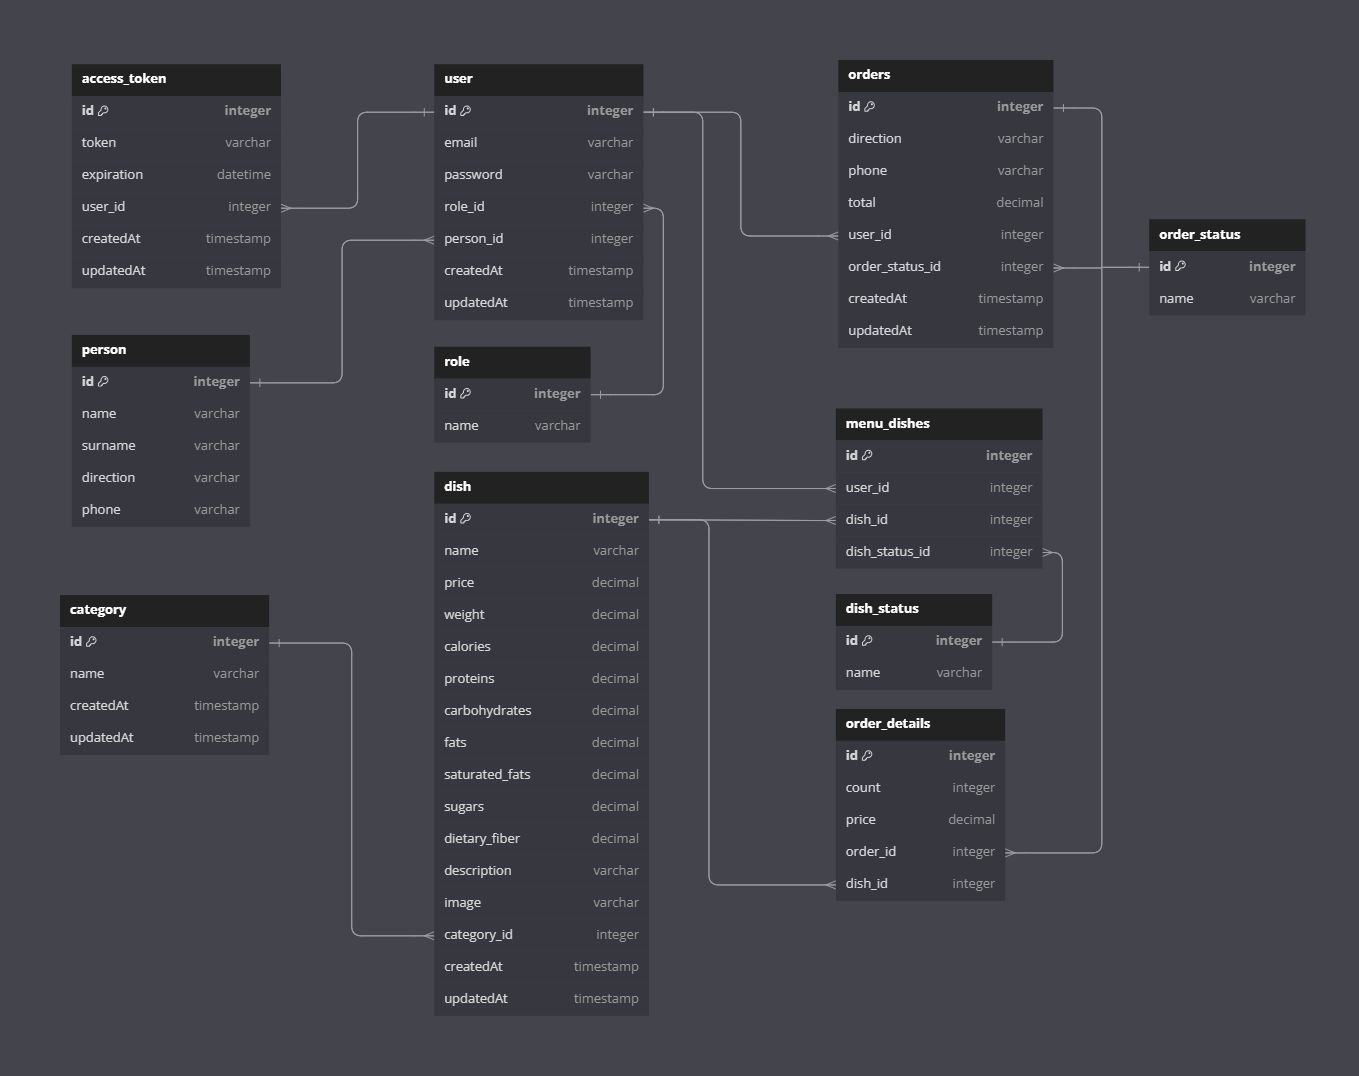 access_token
id integer
token varchar
expiration datetime
user_id integer
createdAt timestamp
updatedAt timestamp
user
id integer
email varchar
password varchar
role_id integer
person_id integer
createdAt timestamp
updatedAt timestamp
orders
id integer
direction varchar
phone varchar
total decimal
user_id integer
order_status_id integer
createdAt timestamp
updatedAt timestamp
order_status
id integer
name varchar
person
id integer
name varchar
surname varchar
direction varchar
phone varchar
role
id integer
name varchar
menu_dishes
id integer
user_id integer
dish_id integer
dish_status_id integer
dish
id integer
name varchar
price decimal
weight decimal
calories decimal
proteins decimal
carbohydrates decimal
fats decimal
saturated_fats decimal
sugars decimal
dietary_fiber decimal
description varchar
image varchar
category_id integer
createdAt timestamp
updatedAt timestamp
category
id integer
name varchar
createdAt timestamp
updatedAt timestamp
dish_status
id integer
name varchar
order_details
id integer
count integer
price decimal
order_id integer
dish_id integer